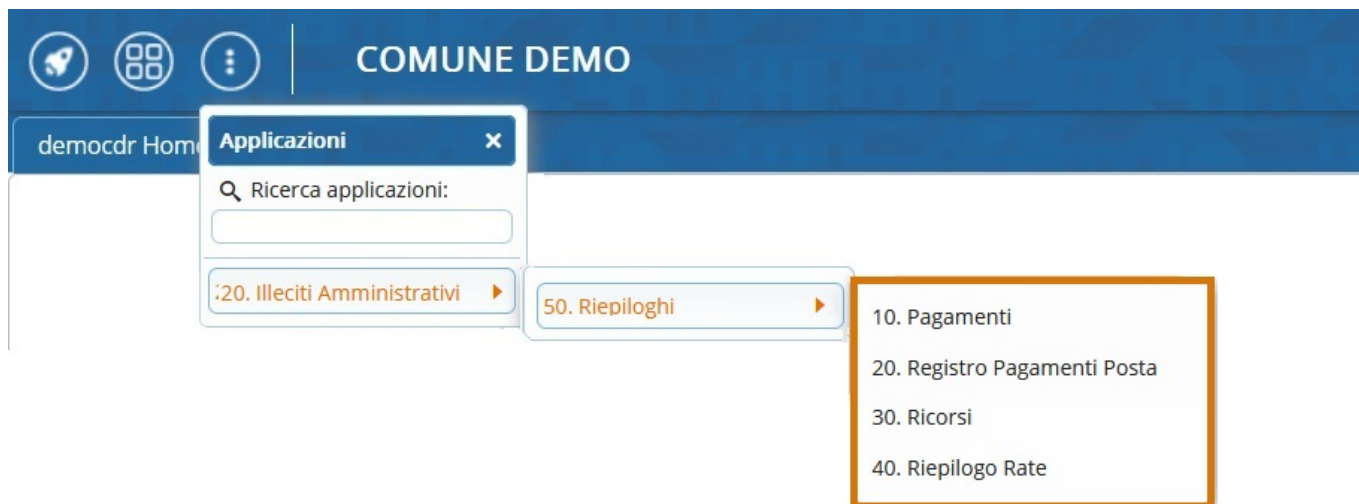 COMUNE DEMO
democdr Home
Applicazioni
Ricerca applicazioni:
20. Illeciti Amministrativi
50. Riepiloghi
10. Pagamenti
20. Registro Pagamenti Posta
30. Ricorsi
40. Riepilogo Rate